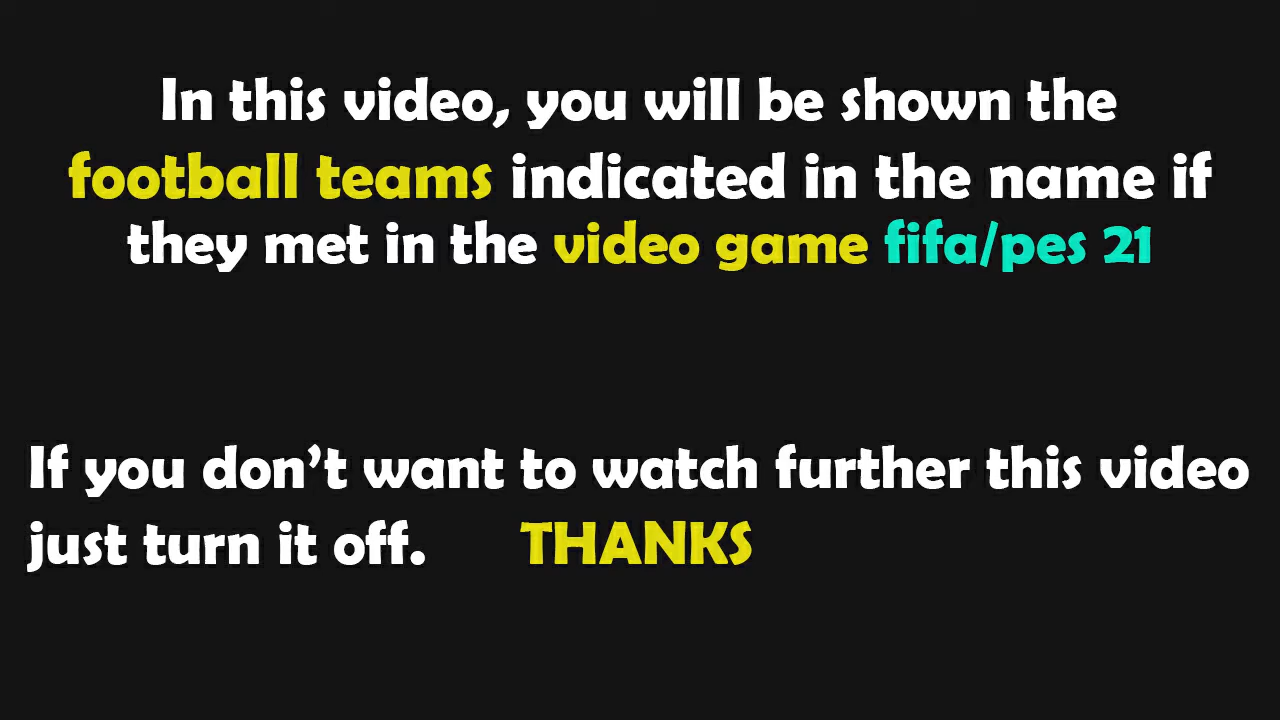 In this video, you will be shown the
football teams indicated in the name if
they met in the video game fifa/pes 21
If you don't want to watch further this video
just turn it off. THANKS